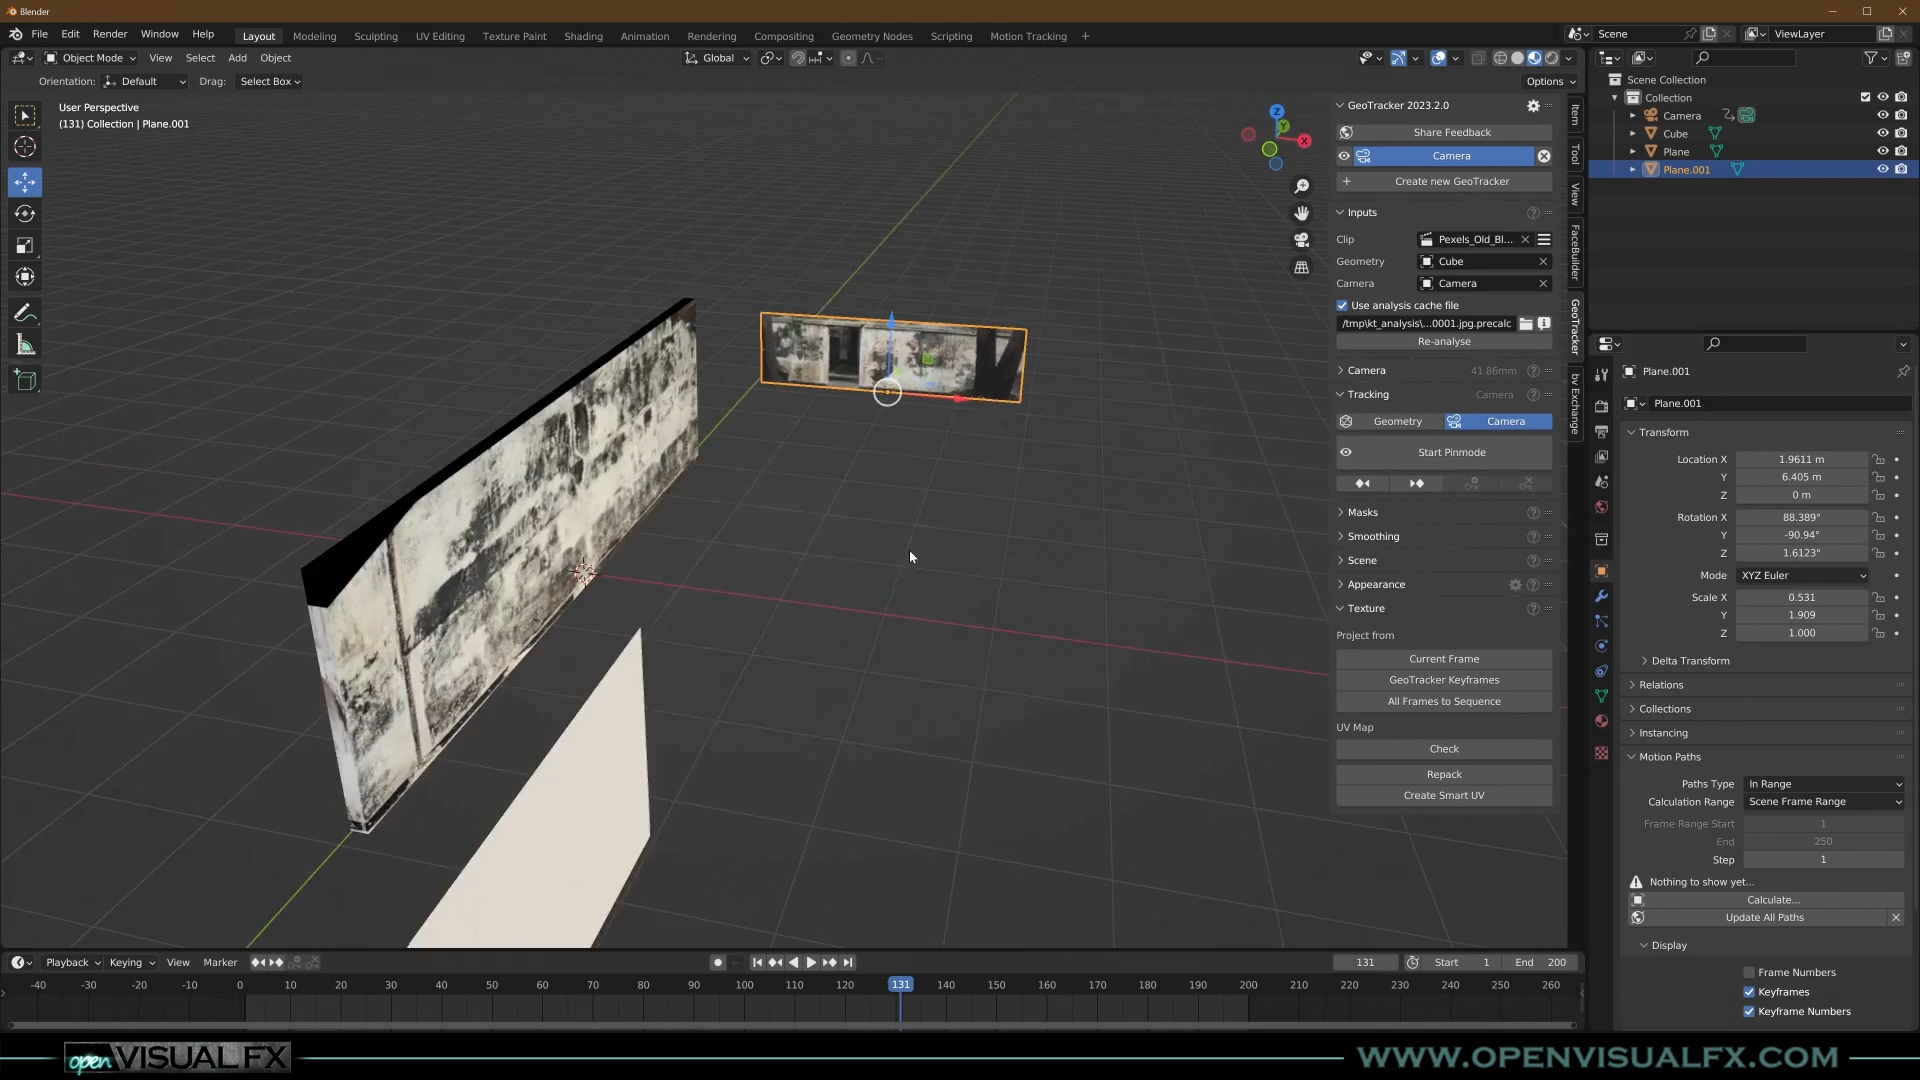 Blender
File Edit Render Window Help
Layout Modeling Sculpting UV Editing Texture Paint Shading Animation Rendering Compositing Geometry Nodes Scripting Motion Tracking +
Scene
ViewLayer
Object Mode View Select Add Object
Global
Orientation: Default Drag: Select Box
Options
User Perspective
(131) Collection | Plane.001
Z
Y
X
GeoTracker 2023.2.0
Share Feedback
Camera
Create new GeoTracker
Inputs
Clip Pexels_Old_Bl...
Geometry Cube
Camera Camera
Use analysis cache file
/tmp\kt_analysis\...0001.jpg.precalc
Re-analyse
Camera 41.86mm
Tracking Camera
Geometry Camera
Start Pinmode
Masks
Smoothing
Scene
Appearance
Texture
Project from
Current Frame
GeoTracker Keyframes
All Frames to Sequence
UV Map
Check
Repack
Create Smart UV
Item
Tool
View
FaceBuilder
GeoTracker
bv Exchange
Scene Collection
Collection
Camera
Cube
Plane
Plane.001
Plane.001
Plane.001
Transform
Location X 1.9611 m
Y 6.405 m
Z 0 m
Rotation X 88.389°
Y -90.94°
Z 1.6123°
Mode XYZ Euler
Scale X 0.531
Y 1.909
Z 1.000
Delta Transform
Relations
Collections
Instancing
Motion Paths
Paths Type In Range
Calculation Range Scene Frame Range
Frame Range Start 1
End 250
Step 1
Nothing to show yet...
Calculate...
Update All Paths
Display
Frame Numbers
Keyframes
Keyframe Numbers
Playback Keying View Marker
131 Start 1 End 200
-40 -30 -20 -10 0 10 20 30 40 50 60 70 80 90 100 110 120 131 140 150 160 170 180 190 200 210 220 230 240 250 260
open VISUALFX
WWW.OPENVISUALFX.COM